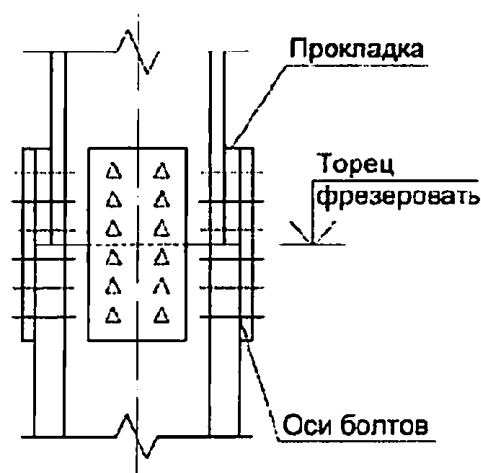 Прокладка
Торец
фрезеровать
Оси болтов